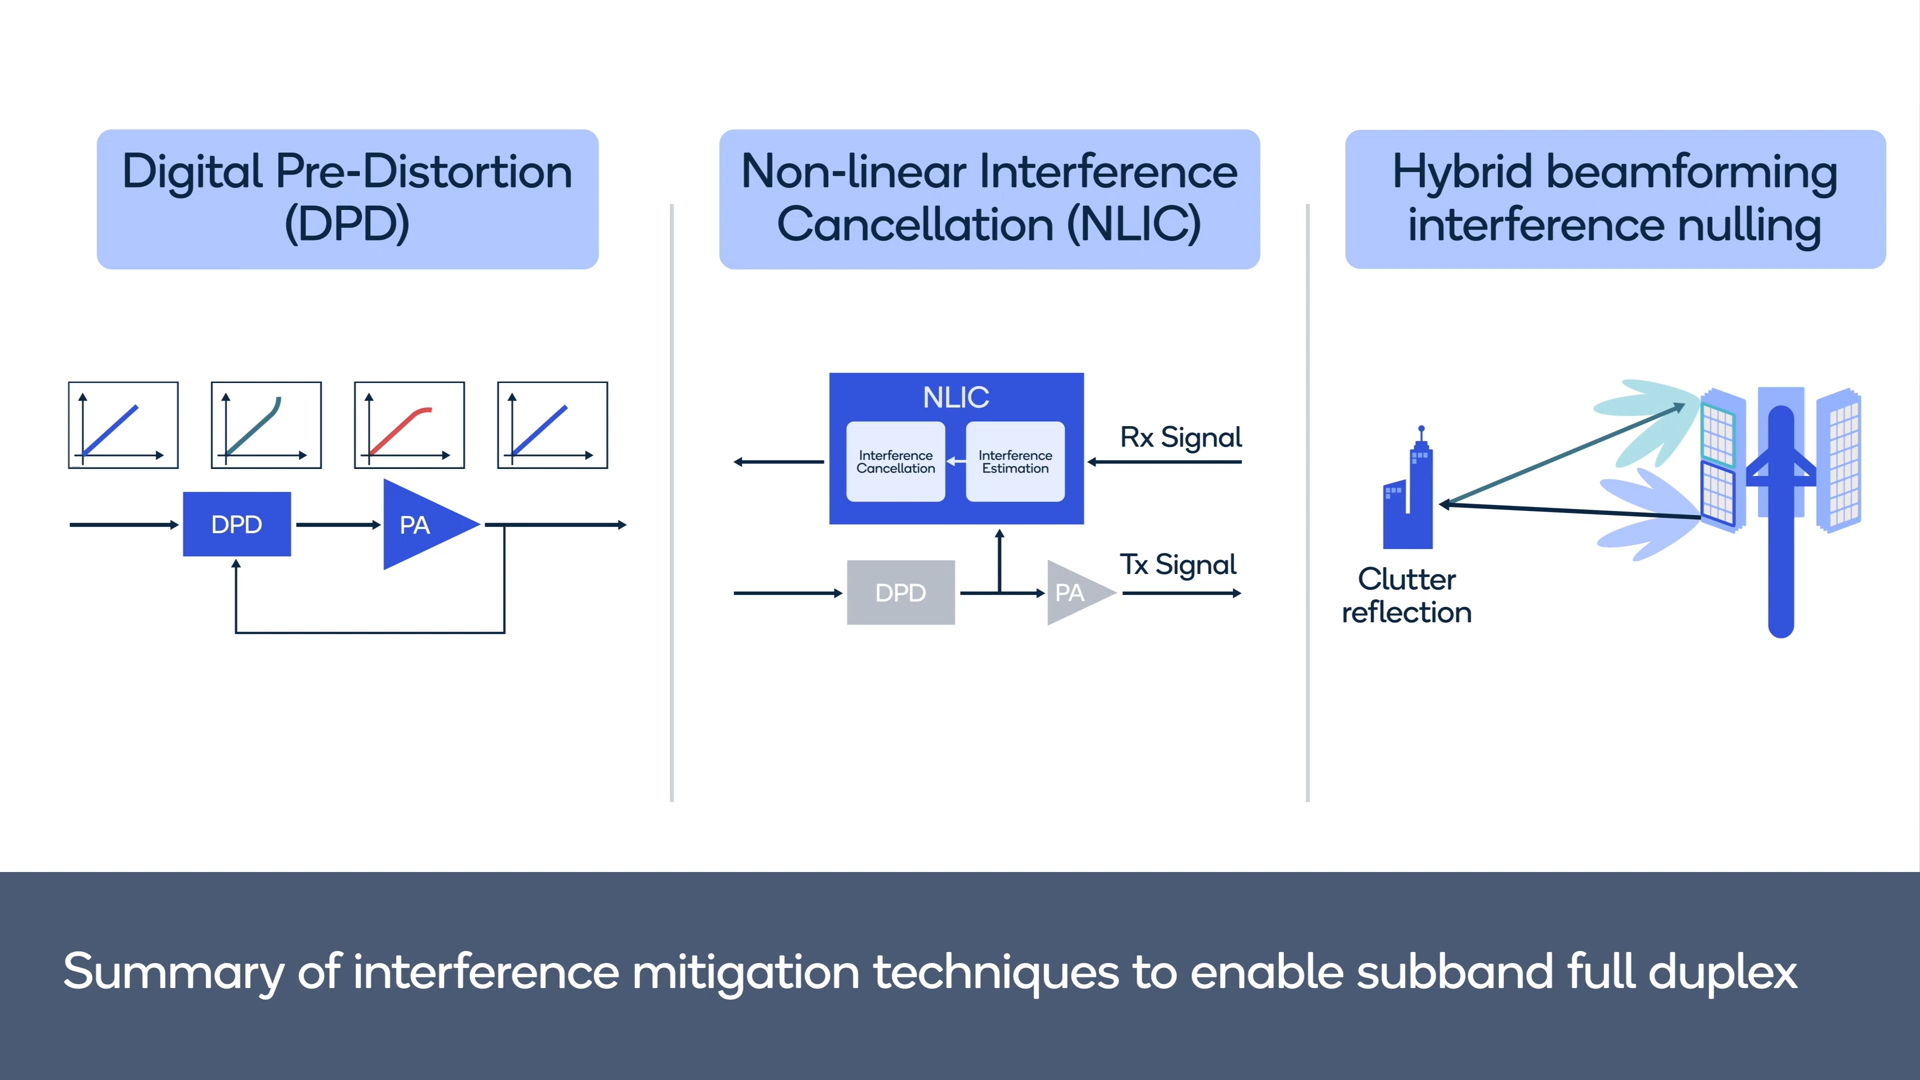 Digital Pre-Distortion
(DPD)
DPD
PA
Non-linear Interference
Cancellation (NLIC)
NLIC
Interference
Cancellation
Interference
Estimation
Rx Signal
DPD
PA
Tx Signal
Hybrid beamforming
interference nulling
Clutter
reflection
Summary of interference mitigation techniques to enable subband full duplex